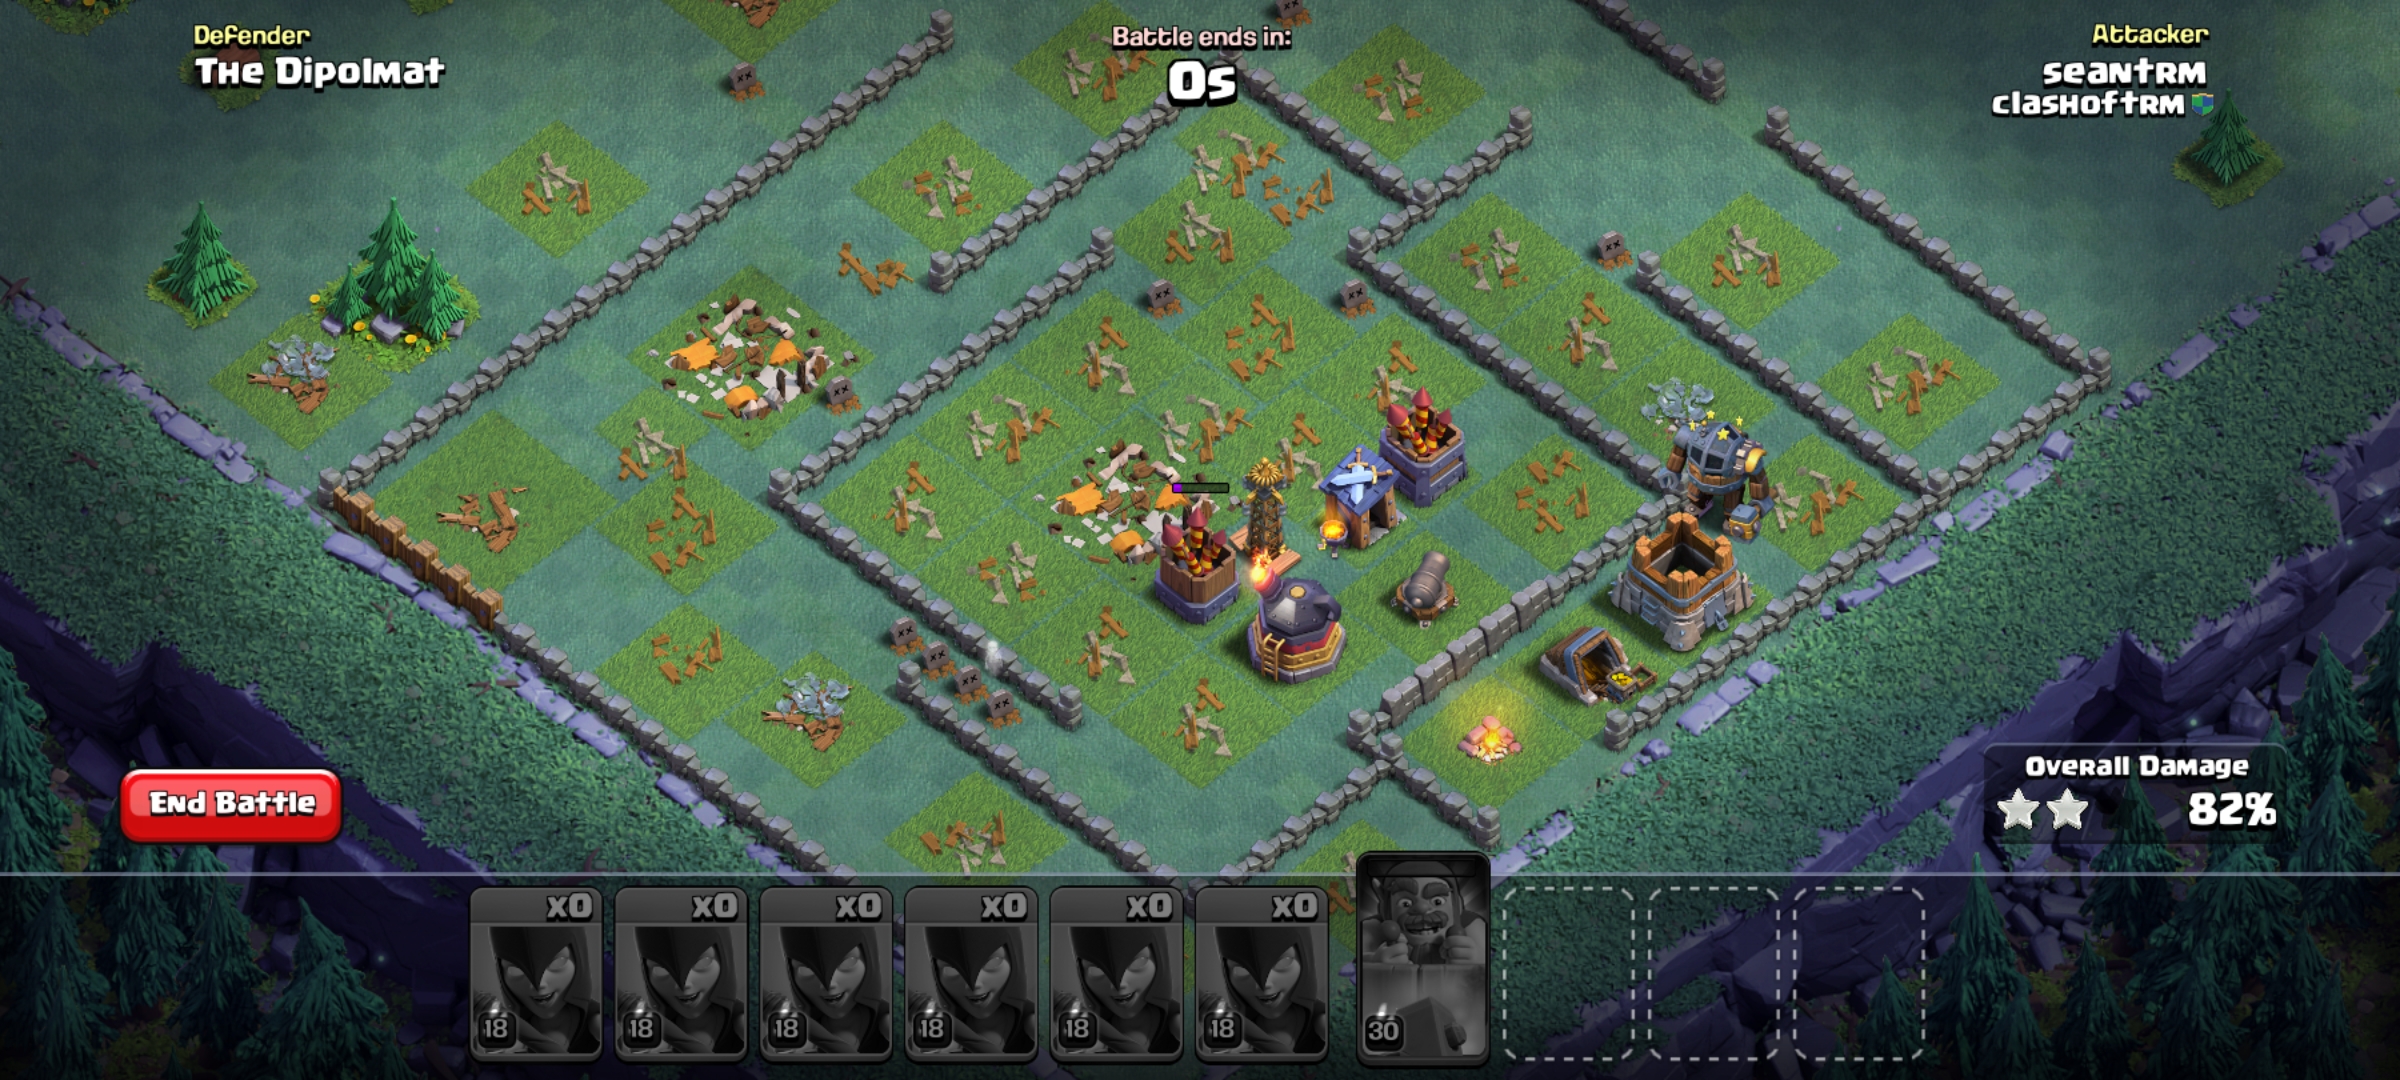 Defender
The Dipolmat
Battle ends in:
0s
Attacker
seantrm
clashoftrm
End Battle
Overall Damage
82%
x0
x0
x0
x0
x0
x0
18
18
18
18
18
18
30